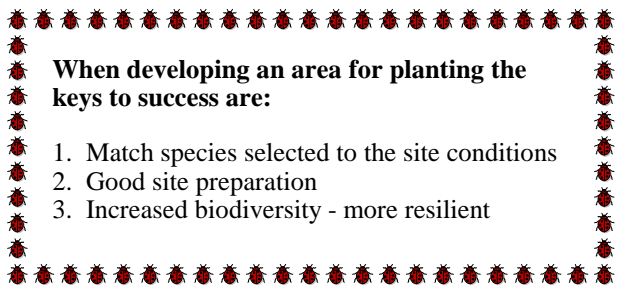 When developing an area for planting the
keys to success are:
1. Match species selected to the site conditions
2. Good site preparation
3. Increased biodiversity - more resilient